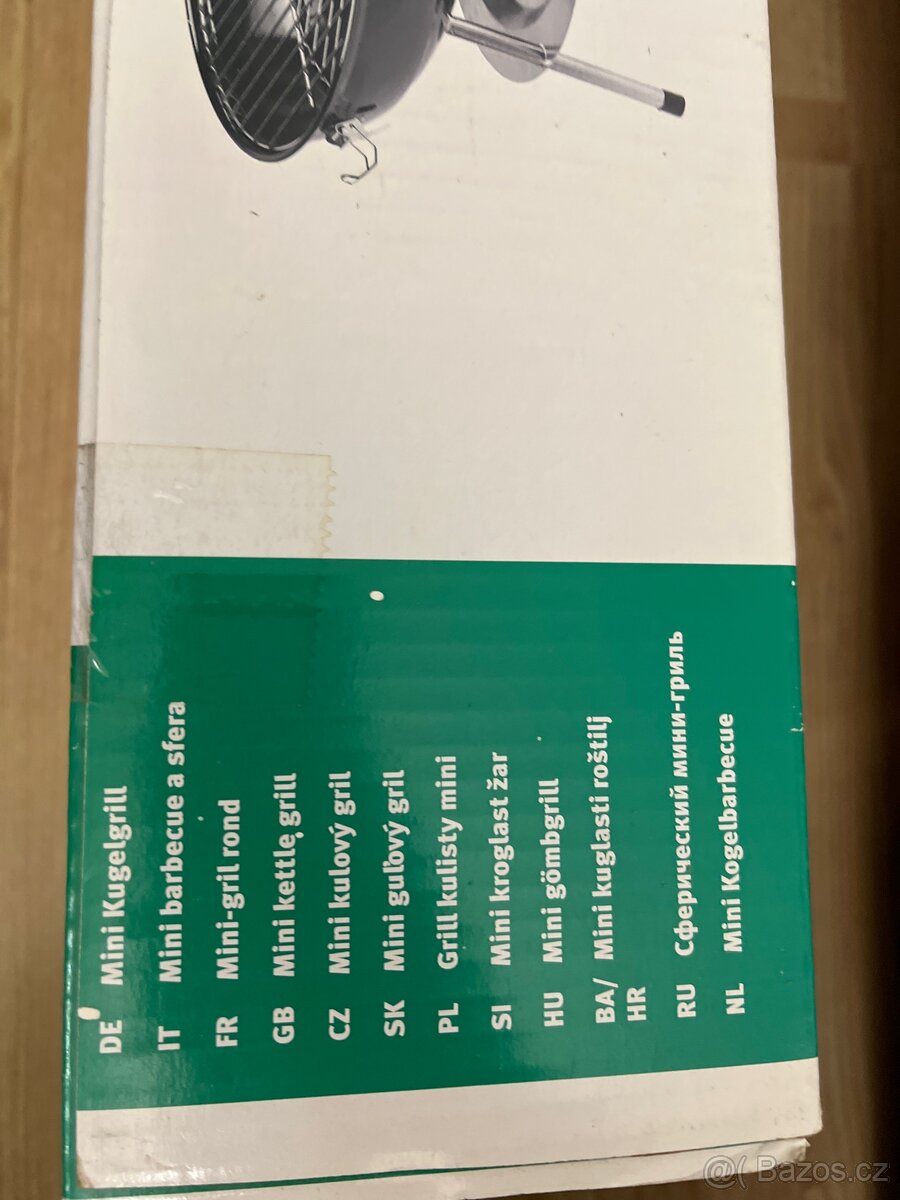 DE Mini Kugelgrill
IT Mini barbecue a sfera
FR Mini-gril rond
GB Mini kettle grill
CZ Mini kulový gril
SK Mini guľový gril
PL Grill kulisty mini
SI Mini kroglast žar
HU Mini gömbgrill
BA/ Mini kuglasti roštilj
HR
RU Сферический мини-гриль
NL Mini Kogelbarbecue
@( Bazos.cz